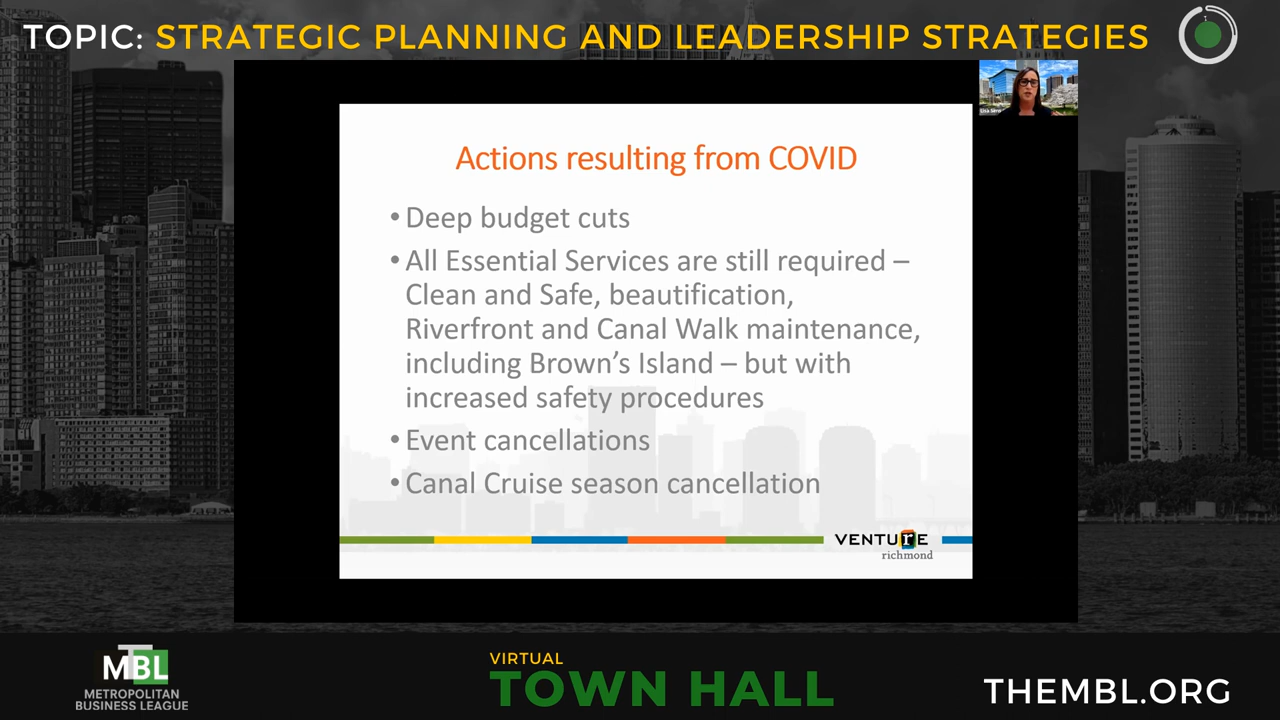 TOPIC: STRATEGIC PLANNING AND LEADERSHIP STRATEGIES
Actions resulting from COVID
• Deep budget cuts
• All Essential Services are still required –
Clean and Safe, beautification,
Riverfront and Canal Walk maintenance,
including Brown's Island – but with
increased safety procedures
• Event cancellations
• Canal Cruise season cancellation
VENTURE
richmond
MBL
METROPOLITAN
BUSINESS LEAGUE
VIRTUAL
TOWN HALL
THEMBL.ORG